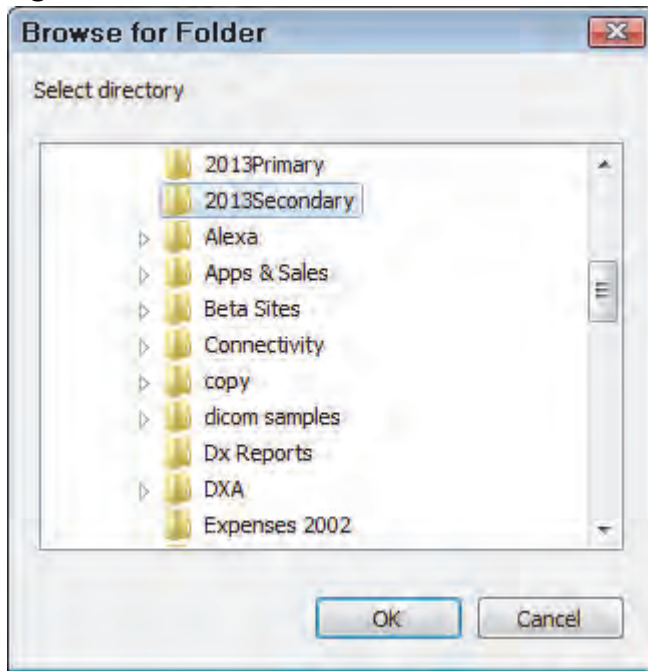 Browse for Folder
Select directory
2013Primary
2013Secondary
Alexa
Apps & Sales
Beta Sites
Connectivity
copy
dicom samples
Dx Reports
DXA
Expenses 2002
OK Cancel